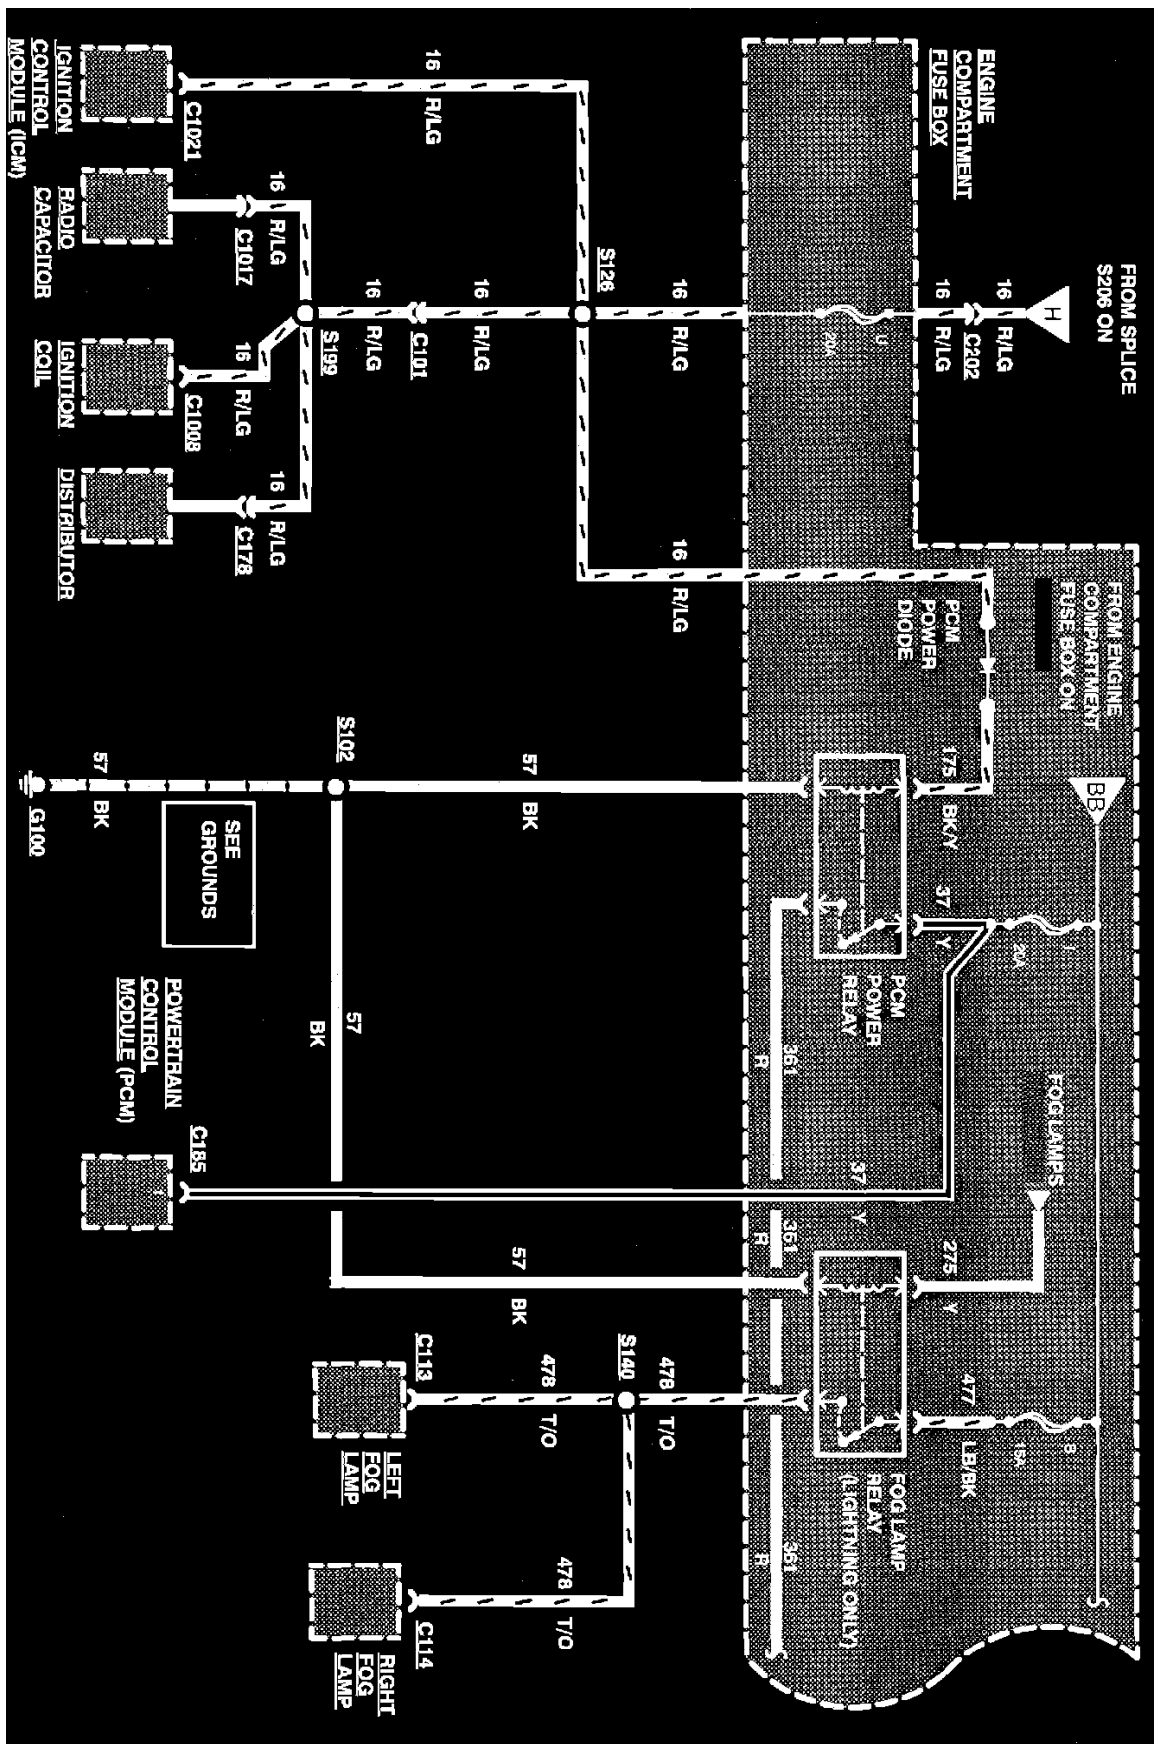 FROM SPLICE
S206 ON
H
16
R/LG
C202
16
R/LG
ENGINE
COMPARTMENT
FUSE BOX
U
20A
16
R/LG
S126
16
R/LG
16
R/LG
C101
16
R/LG
S199
16
R/LG
C1021
IGNITION
CONTROL
MODULE (ICM)
16
R/LG
C1017
RADIO
CAPACITOR
16
R/LG
C1008
IGNITION
COIL
16
R/LG
C178
DISTRIBUTOR
16
R/LG
FROM ENGINE
COMPARTMENT
FUSE BOX ON
BB
PCM
POWER
DIODE
175
BK/Y
37
Y
J
20A
PCM
POWER
RELAY
361
R
57
BK
S102
57
BK
G100
SEE
GROUNDS
57
BK
37
Y
C185
POWERTRAIN
CONTROL
MODULE (PCM)
FOG LAMPS
361
R
275
Y
477
LB/BK
B
15A
FOG LAMP
RELAY
(LIGHTNING ONLY)
361
R
57
BK
478
T/O
S140
478
T/O
C113
LEFT
FOG
LAMP
478
T/O
C114
RIGHT
FOG
LAMP